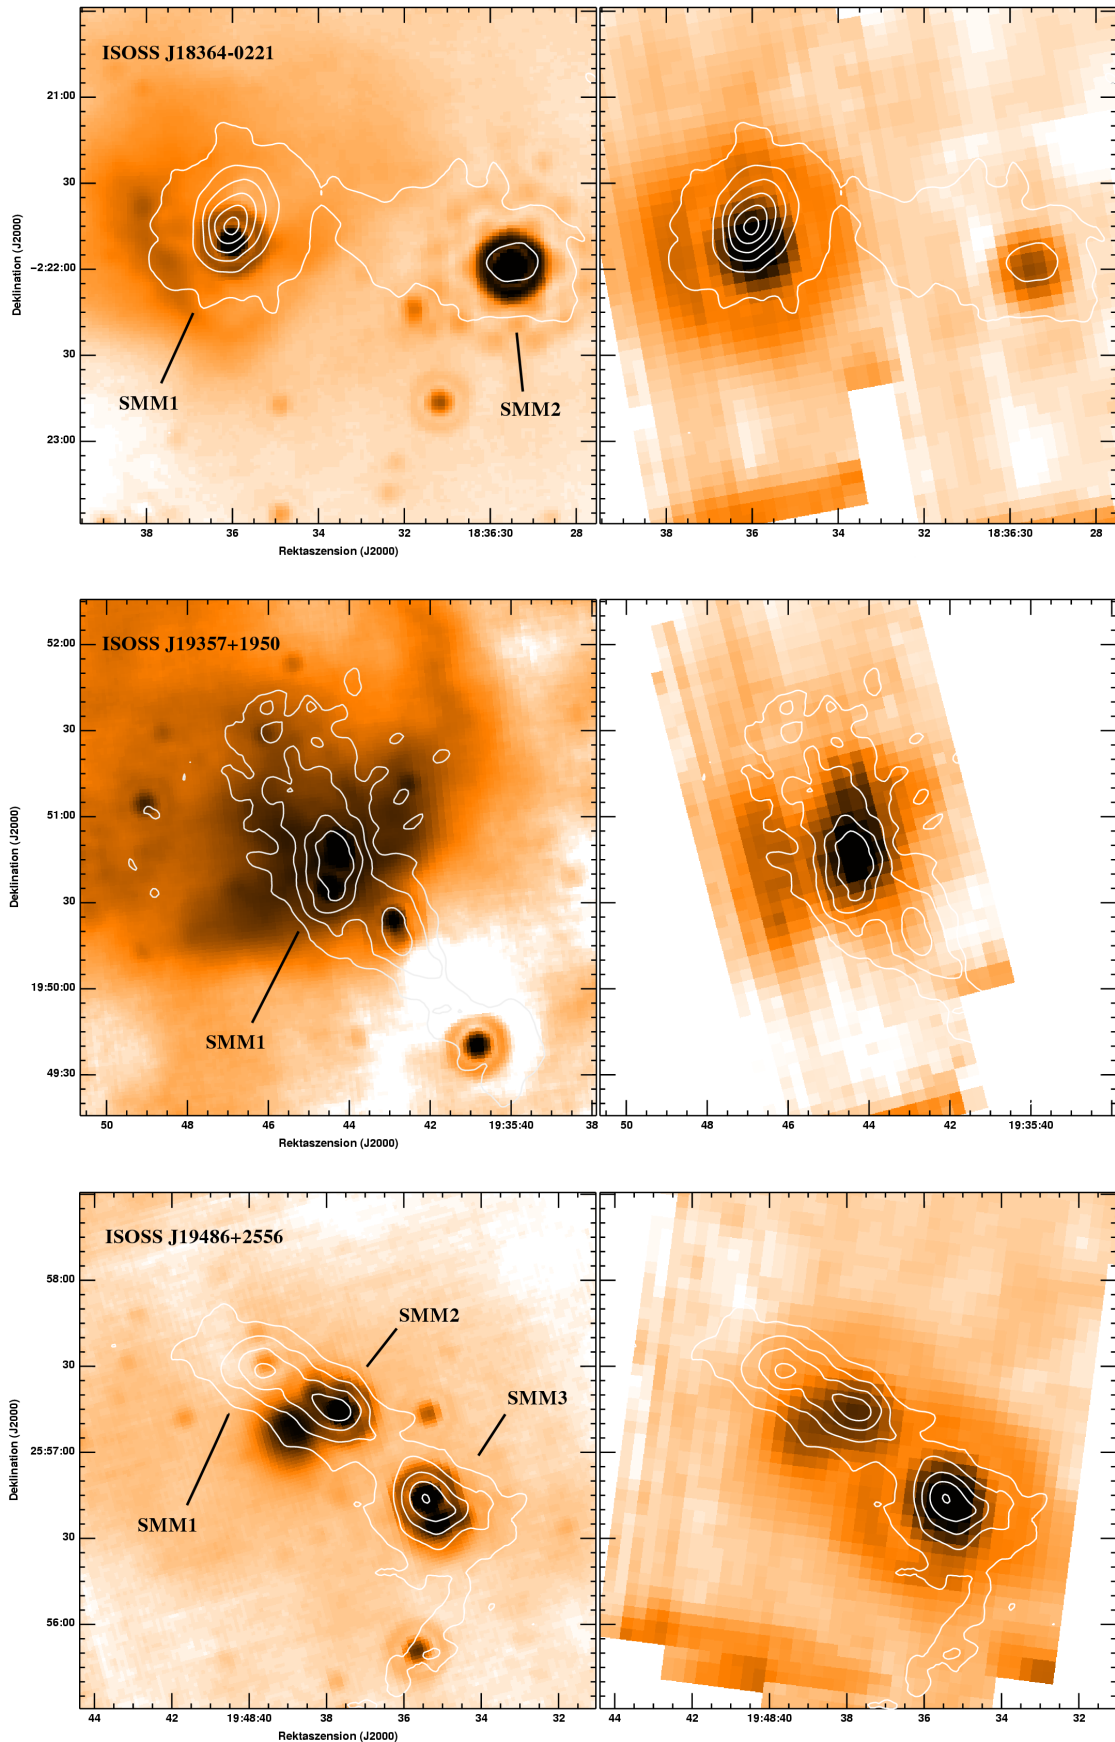 ISOSS J18364-0221
21:00
30
Deklination (J2000)
−2:22:00
30
SMM1
SMM2
23:00
38 36 34 32 18:36:30 28
38 36 34 32 18:36:30 28
Rektaszension (J2000)
ISOSS J19357+1950
52:00
30
51:00
Deklination (J2000)
30
19:50:00
SMM1
49:30
50 48 46 44 42 19:35:40 38
50 48 46 44 42 19:35:40
Rektaszension (J2000)
ISOSS J19486+2556
58:00
SMM2
30
SMM3
25:57:00
Deklination (J2000)
SMM1
30
56:00
44 42 19:48:40 38 36 34 32
44 42 19:48:40 38 36 34 32
Rektaszension (J2000)